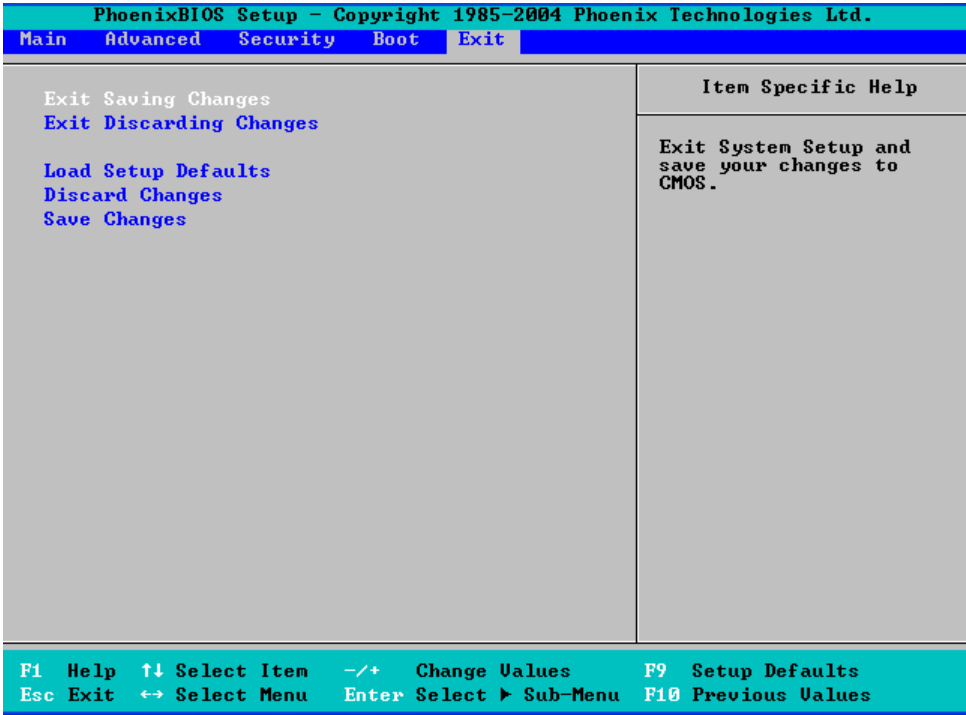 PhoenixBIOS Setup - Copyright 1985-2004 Phoenix Technologies Ltd.
Main Advanced Security Boot Exit
Exit Saving Changes
Exit Discarding Changes
Load Setup Defaults
Discard Changes
Save Changes
Item Specific Help
Exit System Setup and
save your changes to
CMOS.
F1 Help ↑↓ Select Item -/+ Change Values F9 Setup Defaults
Esc Exit ↔ Select Menu Enter Select ▶ Sub-Menu F10 Previous Values